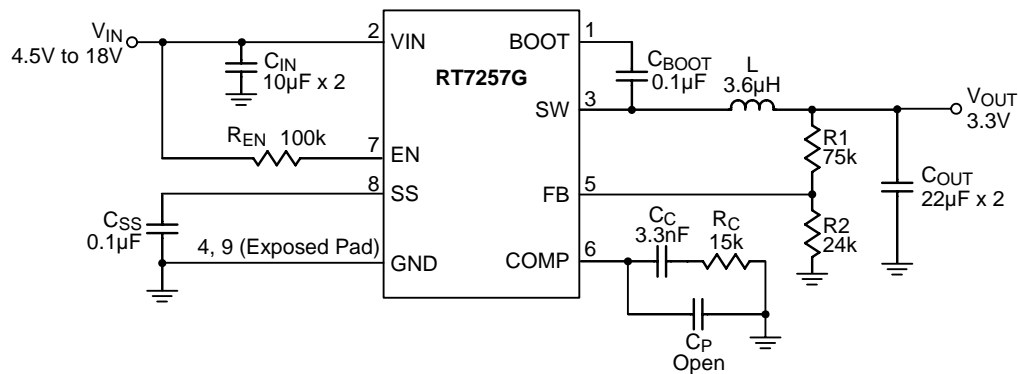 VIN
4.5V to 18V
2
VIN
CIN
10µF x 2
REN 100k
7
EN
8
SS
CSS
0.1µF
4, 9 (Exposed Pad)
GND
RT7257G
BOOT
1
CBOOT
0.1µF
SW
3
L
3.6µH
VOUT
3.3V
R1
75k
COUT
22µF x 2
FB
5
R2
24k
COMP
6
CC
3.3nF
RC
15k
CP
Open